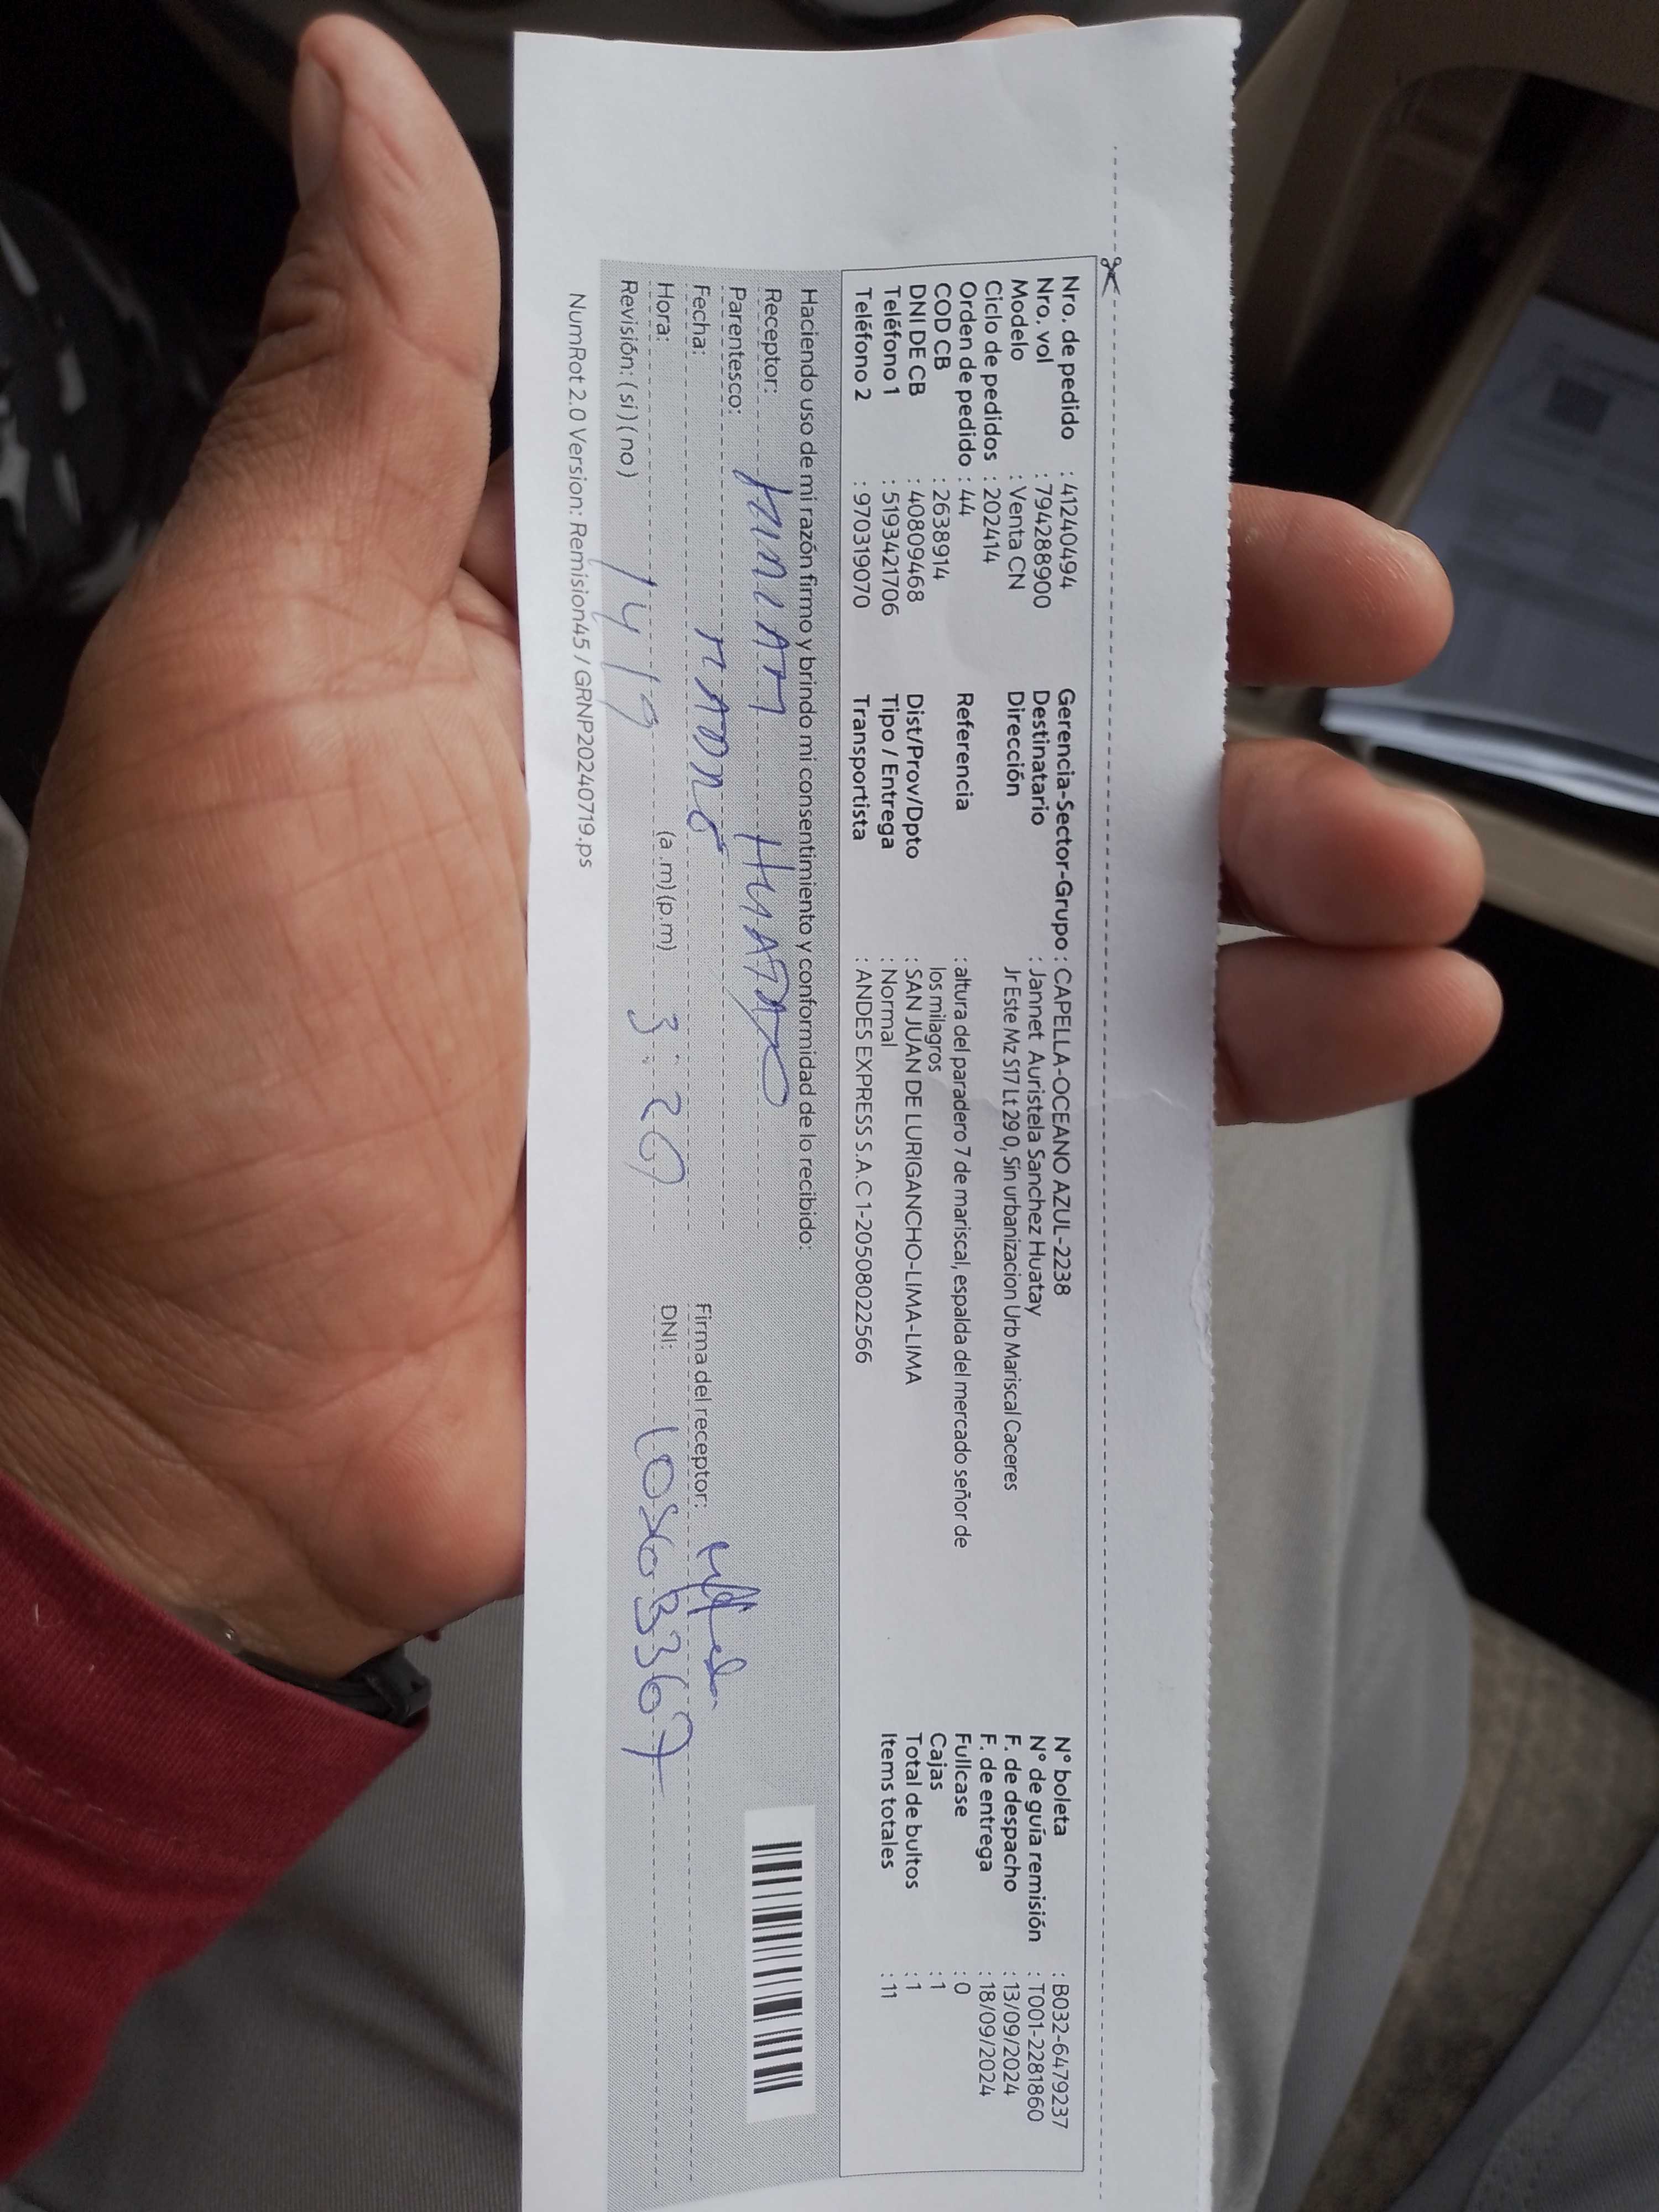 Nro. de pedido : 41240494
Nro. vol : 794288900
Modelo : Venta CN
Ciclo de pedidos : 202414
Orden de pedido : 44
COD CB : 2638914
DNI DE CB : 40809468
Teléfono 1 : 5193421706
Teléfono 2 : 970319070
Gerencia-Sector-Grupo : CAPELLA-OCEANO AZUL-2238
Destinatario : Jannet Auristela Sanchez Huatay
Dirección Jr Este Mz S17 Lt 29 0, Sin urbanizacion Urb Mariscal Caceres
Referencia : altura del paradero 7 de mariscal, espalda del mercado señor de
los milagros
Dist/Prov/Dpto : SAN JUAN DE LURIGANCHO-LIMA-LIMA
Tipo / Entrega : Normal
Transportista : ANDES EXPRESS S.A.C 1-20508022566
N° boleta : B032-6479237
N° de guía remisión : T001-2281860
F. de despacho : 13/09/2024
F. de entrega : 18/09/2024
Fullcase : 0
Cajas : 1
Total de bultos : 1
Items totales : 11
Haciendo uso de mi razón firmo y brindo mi consentimiento y conformidad de lo recibido:
Receptor:
Parentesco:
Fecha:
Hora: 14/9 (a.m)(p.m) 3:20
Revisión: (si) (no)
Firma del receptor:
DNI:
NumRot 2.0 Version: Remision45 / GRNP20240719.ps